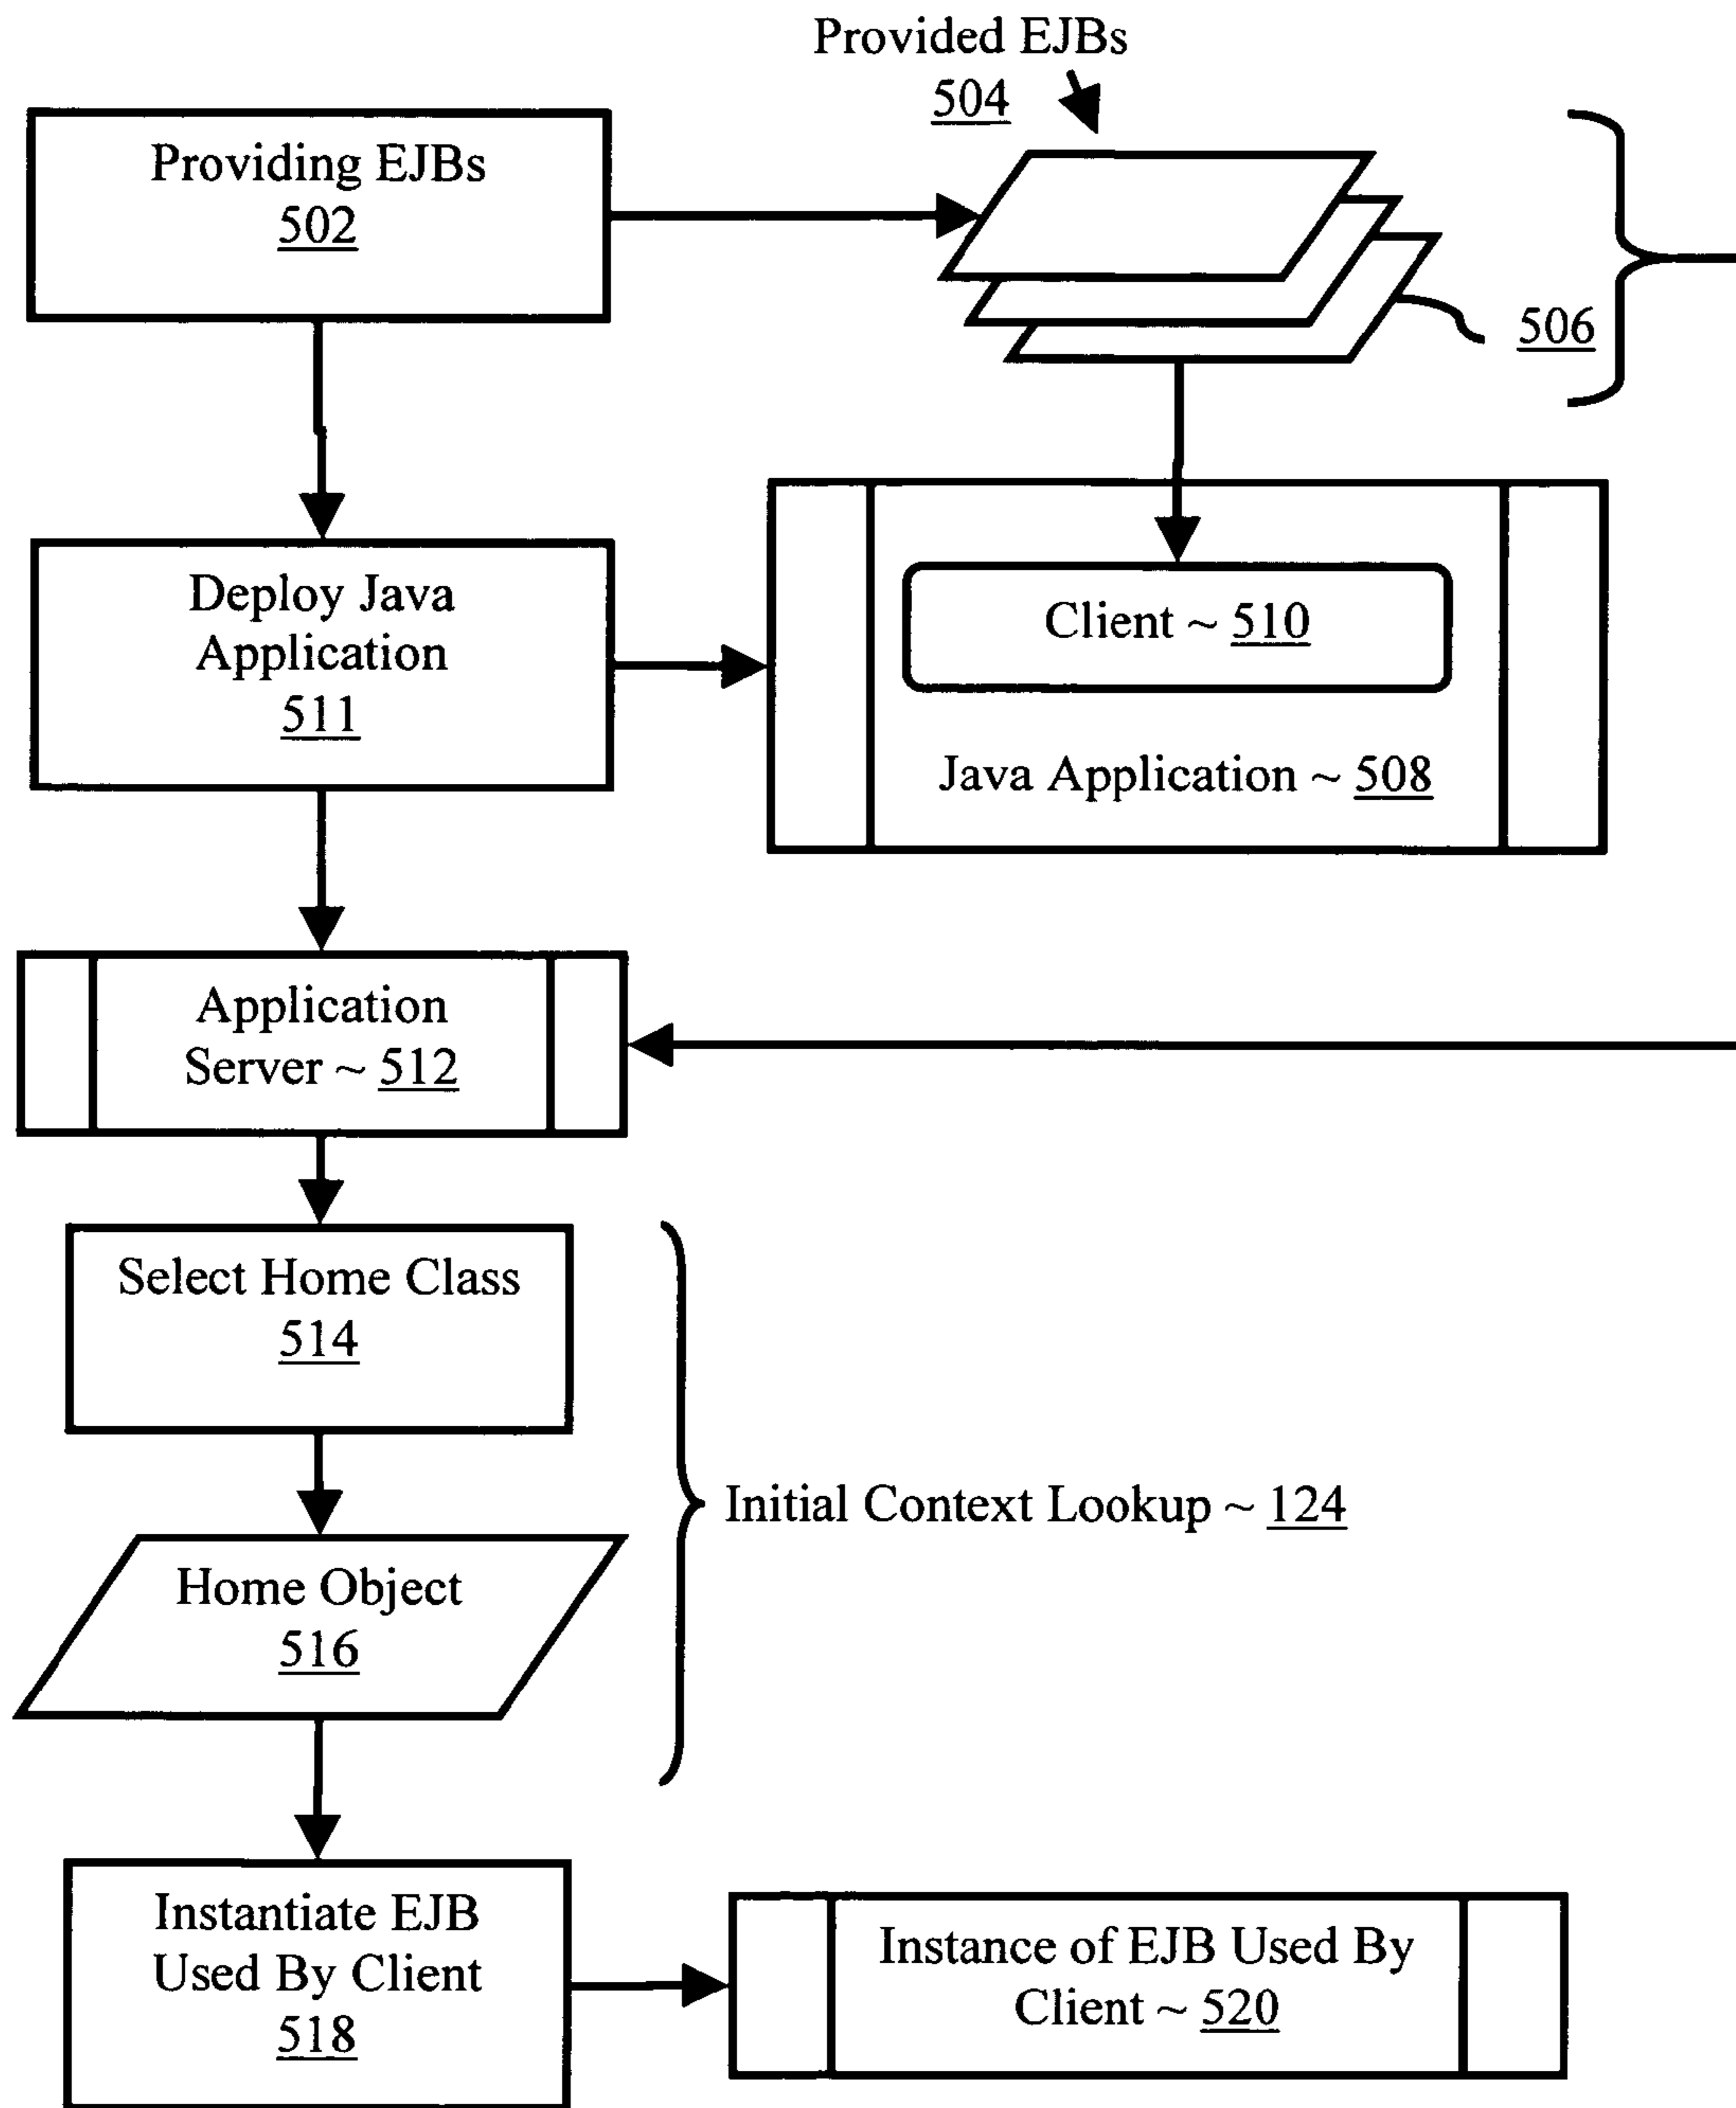 Provided EJBs
504
Providing EJBs
502
506
Deploy Java
Application
511
Client ~ 510
Java Application ~ 508
Application
Server ~ 512
Select Home Class
514
Initial Context Lookup ~ 124
Home Object
516
Instantiate EJB
Used By Client
518
Instance of EJB Used By
Client ~ 520